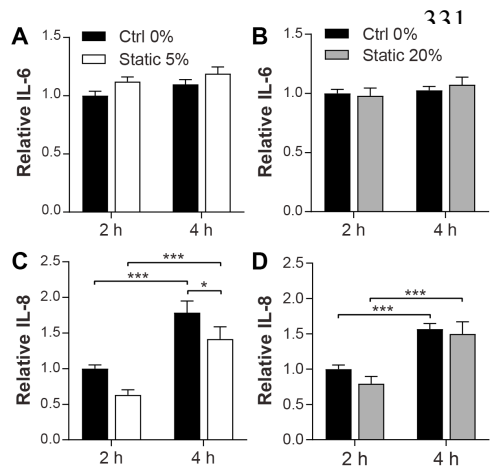 331
A
Ctrl 0%
Static 5%
Relative IL-6
1.5
1.0
0.5
0.0
2 h
4 h
B
Ctrl 0%
Static 20%
Relative IL-6
1.5
1.0
1.5
0.0
2 h
4 h
C
Relative IL-8
2.5
2.0
1.5
1.0
0.5
0.0
***
***
*
2 h
4 h
D
Relative IL-8
2.5
2.0
1.5
1.0
0.5
0.0
***
***
2 h
4 h